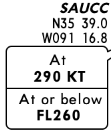 SAUCC
N35 39.0
W091 16.8
At
290 KT
At or below
FL260